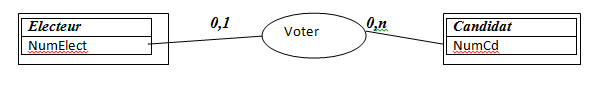 Electeur
NumElect
0,1
Voter
0,n
Candidat
NumCd